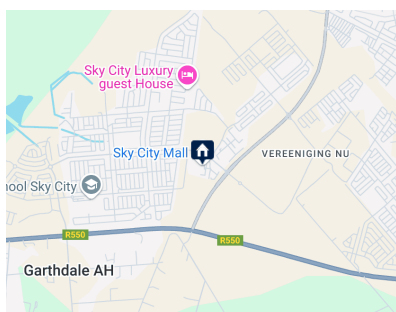 Sky City Luxury
guest House
Sky City Mall
VEREENIGING NU
hool Sky City
R550
R550
Garthdale AH